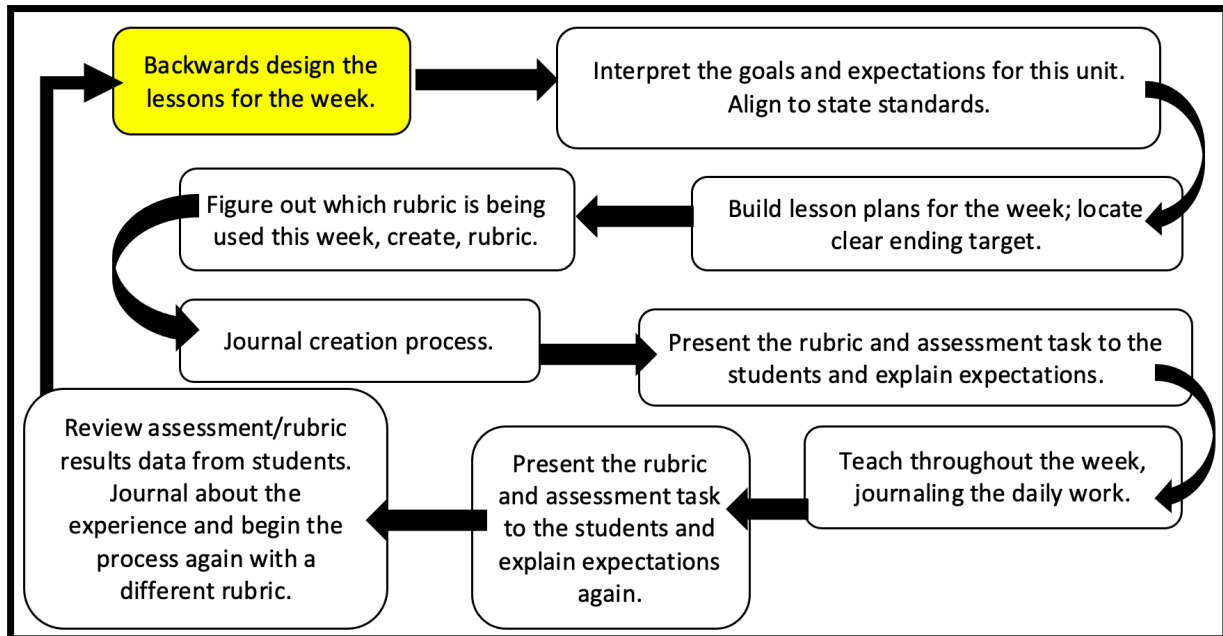 Backwards design the
lessons for the week.
Interpret the goals and expectations for this unit.
Align to state standards.
Build lesson plans for the week; locate
clear ending target.
Figure out which rubric is being
used this week, create, rubric.
Journal creation process.
Present the rubric and assessment task to the
students and explain expectations.
Teach throughout the week,
journaling the daily work.
Present the rubric
and assessment task
to the students and
explain expectations
again.
Review assessment/rubric
results data from students.
Journal about the
experience and begin the
process again with a
different rubric.